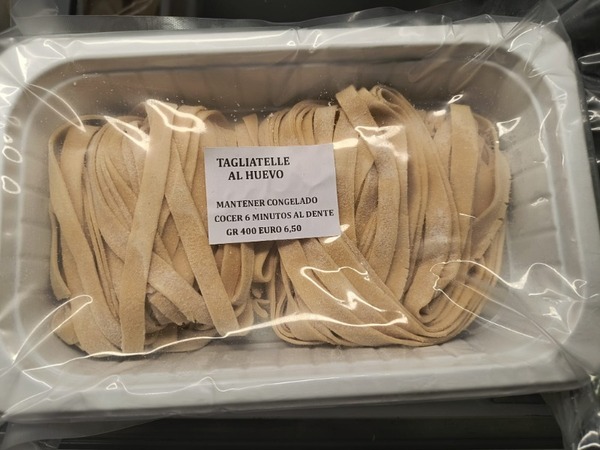 TAGLIATELLE
AL HUEVO
MANTENER CONGELADO
COCER 6 MINUTOS AL DENTE
GR 400 EURO 6,50